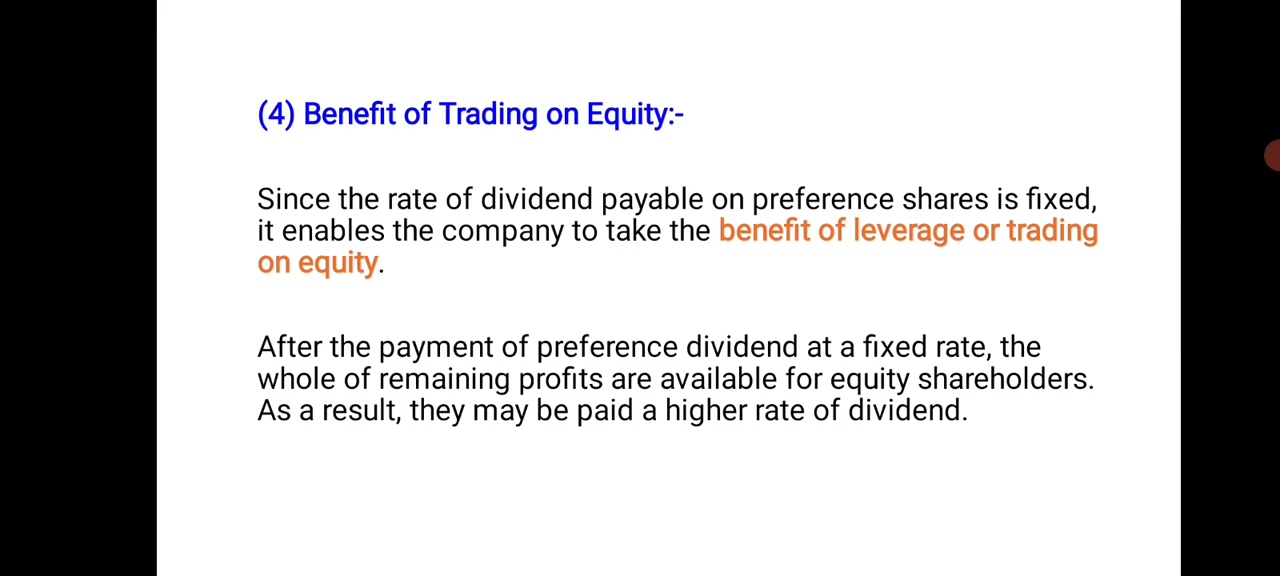 (4) Benefit of Trading on Equity:-
Since the rate of dividend payable on preference shares is fixed,
it enables the company to take the benefit of leverage or trading
on equity.
After the payment of preference dividend at a fixed rate, the
whole of remaining profits are available for equity shareholders.
As a result, they may be paid a higher rate of dividend.